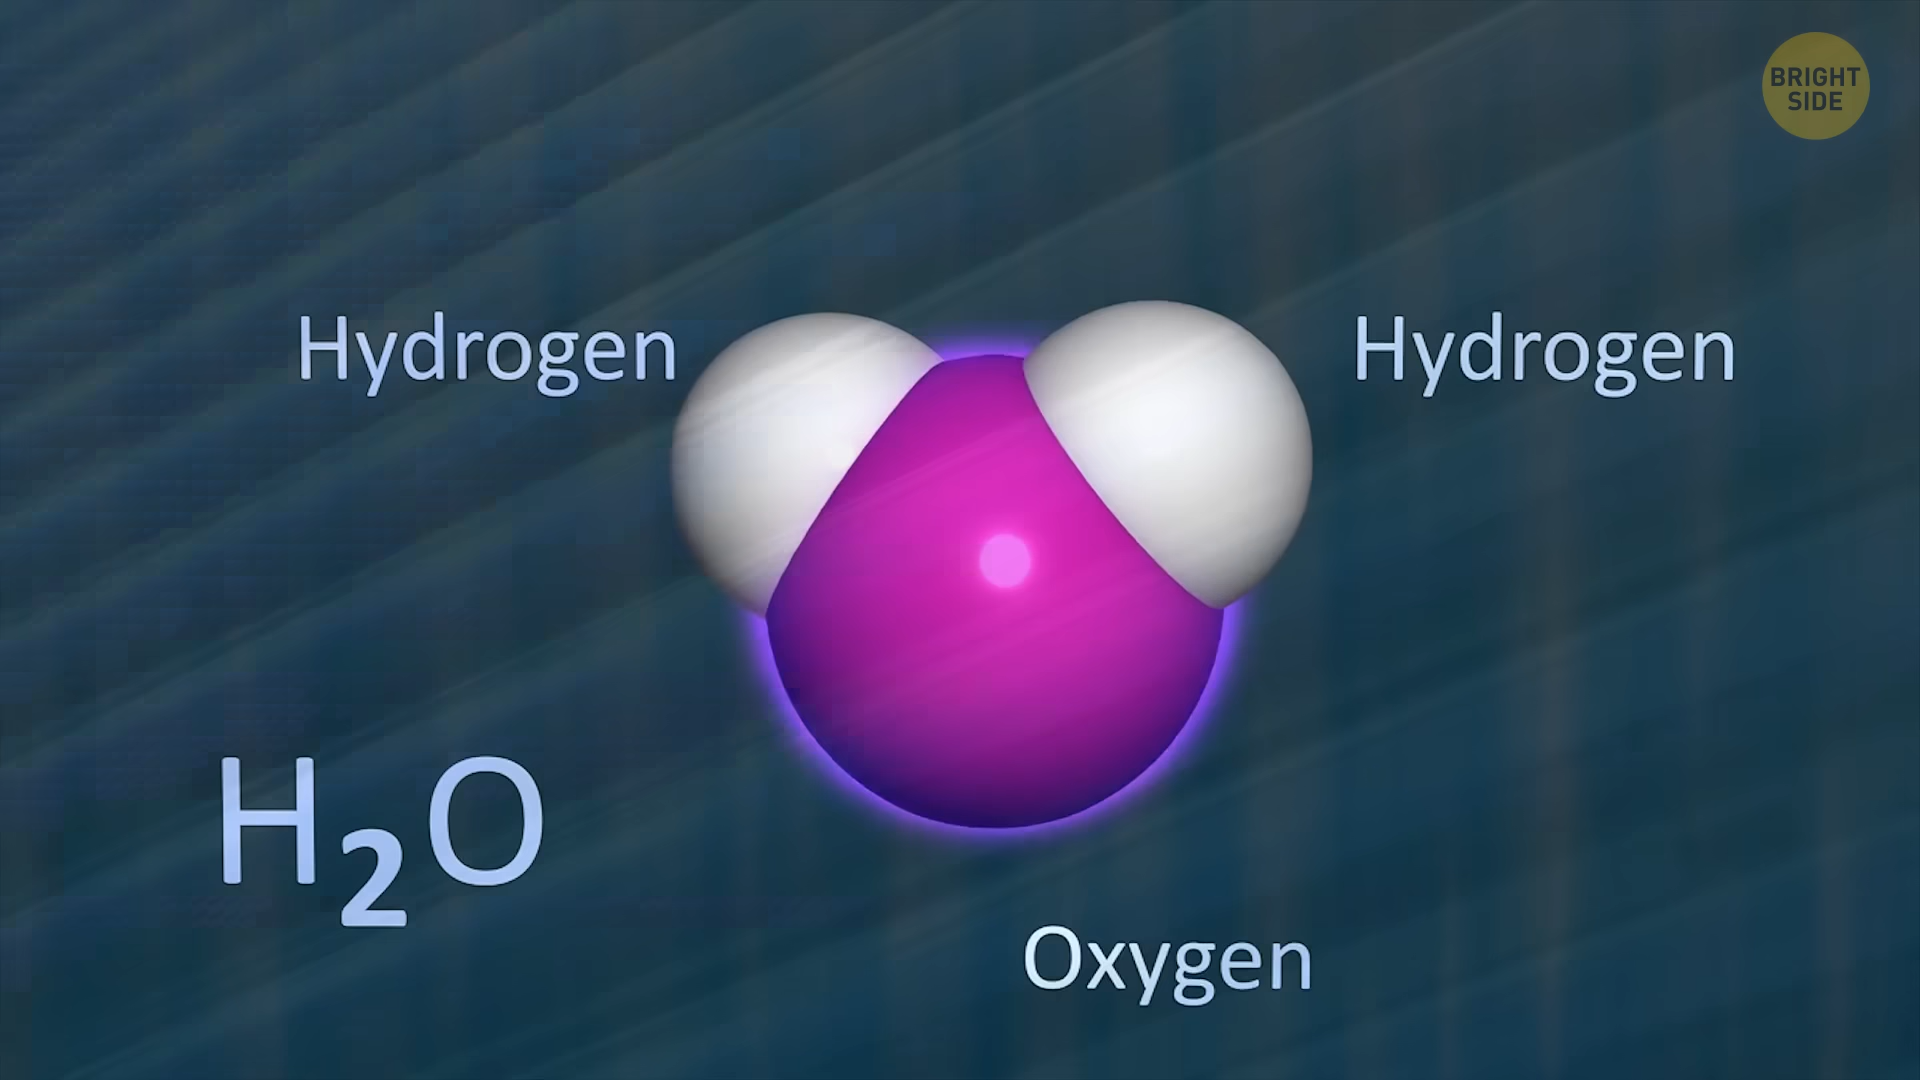 BRIGHT
SIDE
Hydrogen
Hydrogen
H₂O
Oxygen